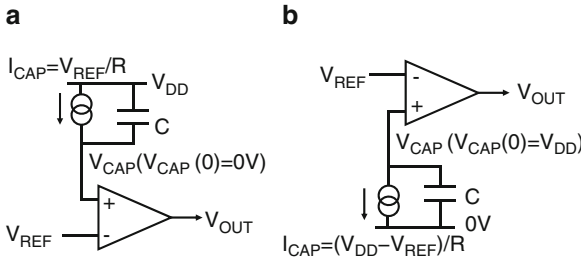 a
I_CAP=V_REF/R
V_DD
C
V_CAP(V_CAP (0)=0V)
+
-
V_REF
V_OUT
b
V_REF
-
+
V_OUT
V_CAP (V_CAP(0)=V_DD)
C
0V
I_CAP=(V_DD−V_REF)/R